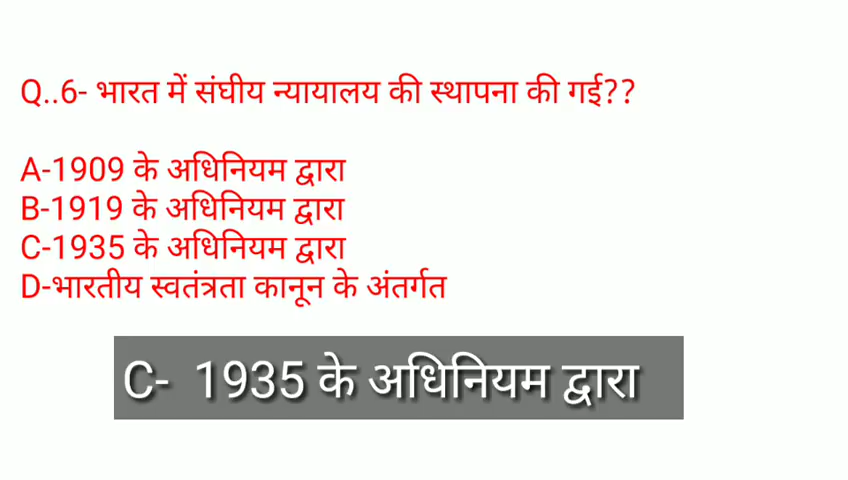 Q..6- भारत में संघीय न्यायालय की स्थापना की गई??
A-1909 के अधिनियम द्वारा
B-1919 के अधिनियम द्वारा
C-1935 के अधिनियम द्वारा
D-भारतीय स्वतंत्रता कानून के अंतर्गत
C- 1935 के अधिनियम द्वारा